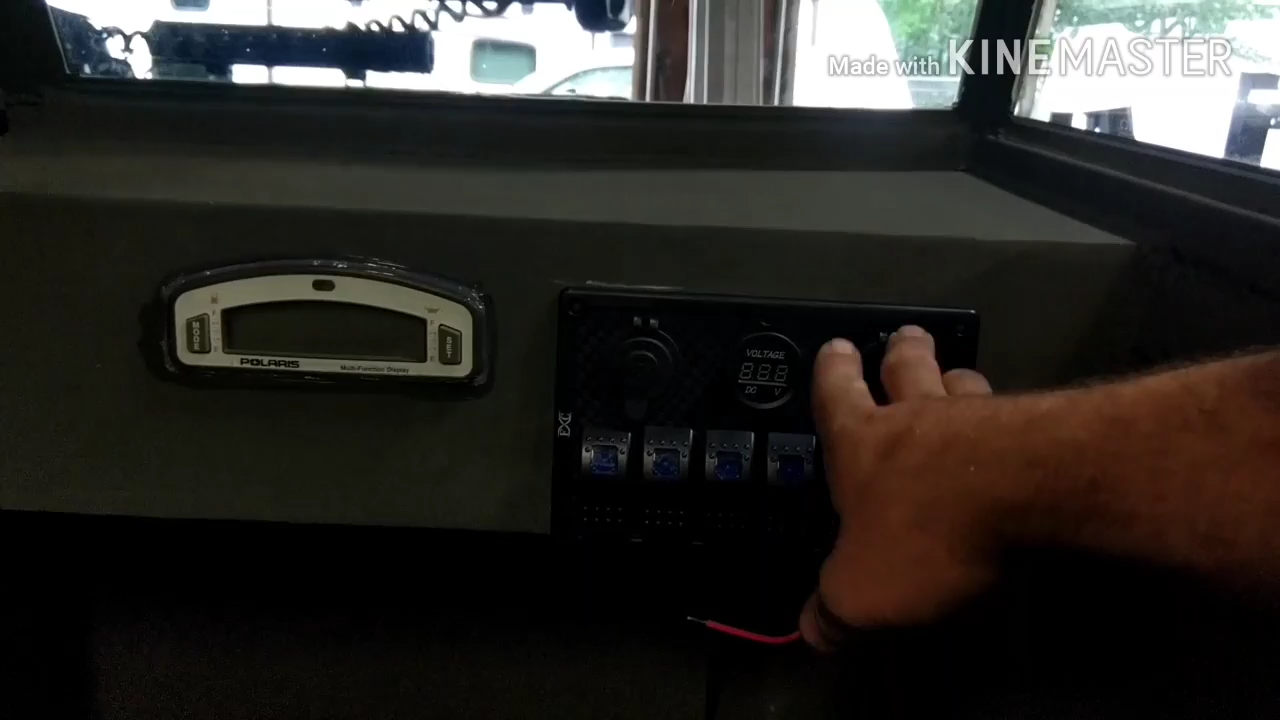 Made with KINEMASTER
MODE
SET
POLARIS
Multi-Function Display
VOLTAGE
888
DC V